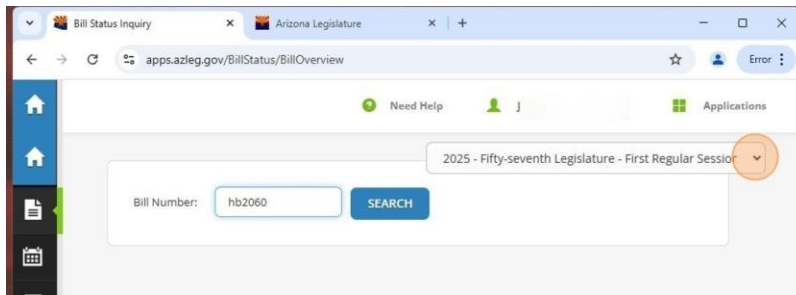 Bill Status Inquiry
Arizona Legislature
apps.azleg.gov/BillStatus/BillOverview
Error
Need Help
J
Applications
2025 - Fifty-seventh Legislature - First Regular Session
Bill Number:
hb2060
SEARCH